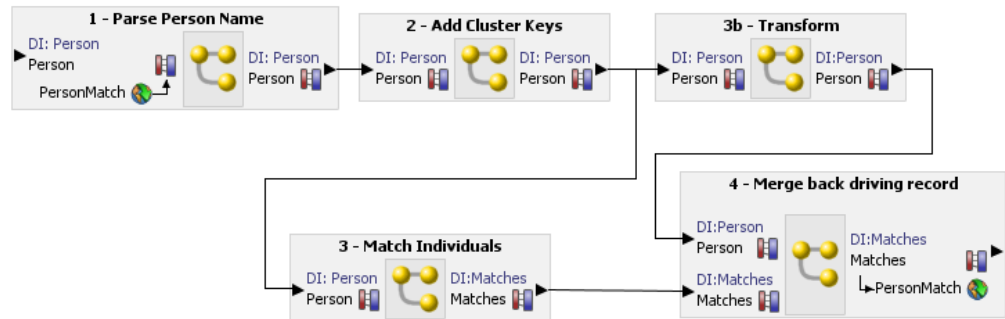 1 - Parse Person Name
DI: Person
Person
PersonMatch
DI: Person
Person
2 - Add Cluster Keys
DI: Person
Person
DI: Person
Person
3b - Transform
DI: Person
Person
DI:Person
Person
3 - Match Individuals
DI: Person
Person
DI:Matches
Matches
4 - Merge back driving record
DI:Person
Person
DI:Matches
Matches
DI:Matches
Matches
PersonMatch